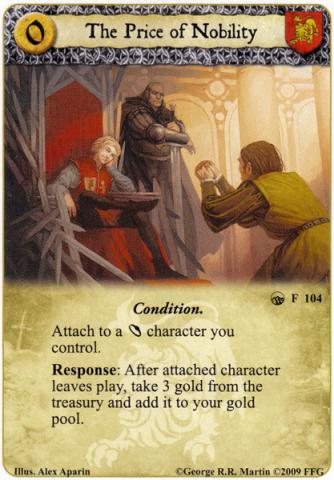 0
The Price of Nobility
F 104
Condition.
Attach to a character you
control.
Response: After attached character
leaves play, take 3 gold from the
treasury and add it to your gold
pool.
Illus. Alex Aparin ©George R.R. Martin ©2009 FFG